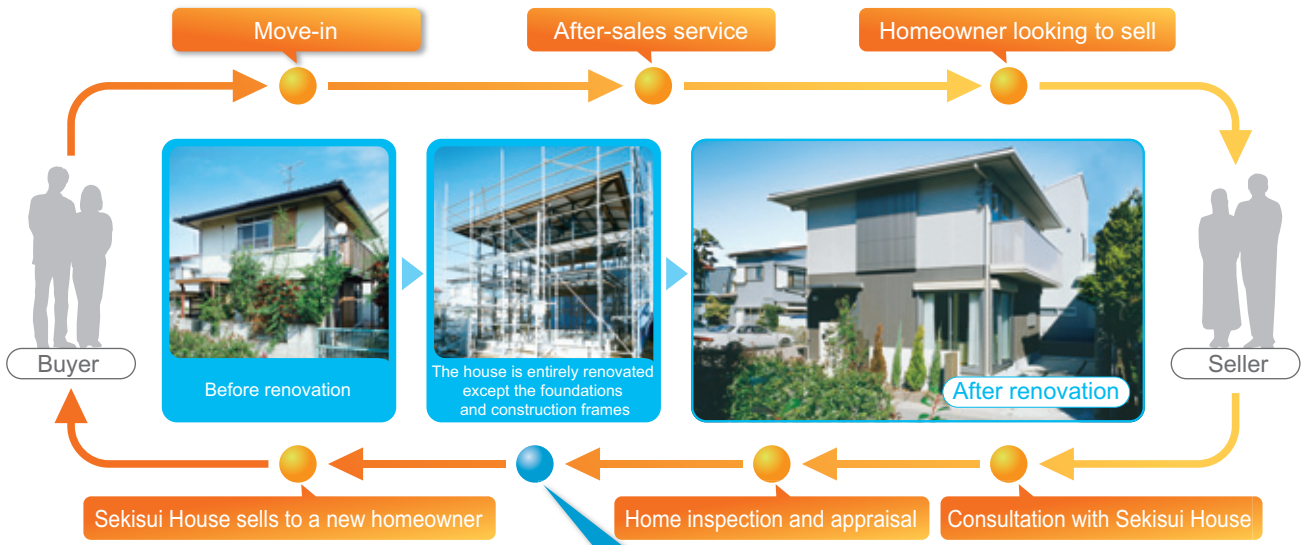 Move-in
After-sales service
Homeowner looking to sell
Buyer
Before renovation
The house is entirely renovated
except the foundations
and construction frames
After renovation
Seller
Sekisui House sells to a new homeowner
Home inspection and appraisal
Consultation with Sekisui House